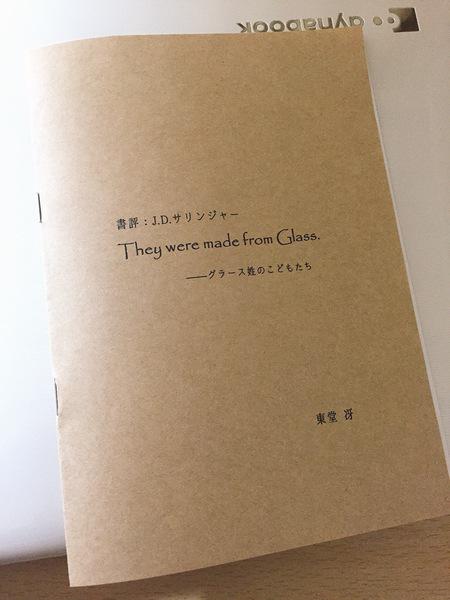 dynabook
書評：J.D.サリンジャー
They were made from Glass.
――グラース姓のこどもたち
東堂 冴